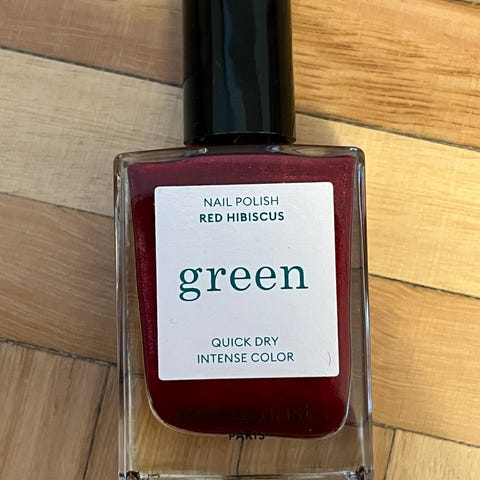 NAIL POLISH
RED HIBISCUS
green
QUICK DRY
INTENSE COLOR
PARIS